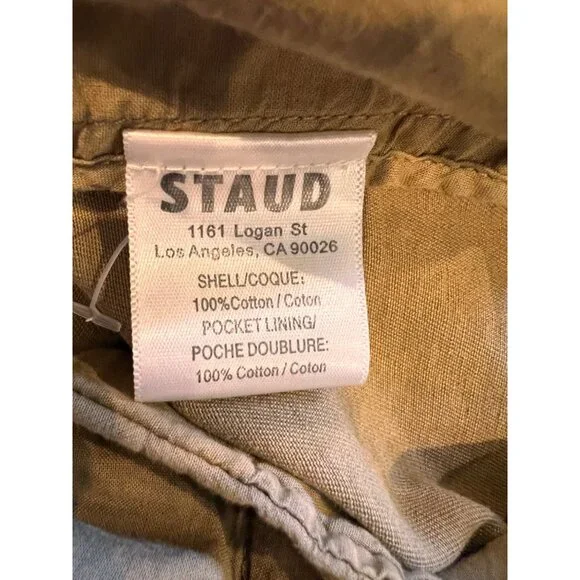 STAUD
1161 Logan St
Los Angeles, CA 90026
SHELL/COQUE:
100%Cotton / Coton
POCKET LINING/
POCHE DOUBLURE:
100% Cotton / Coton